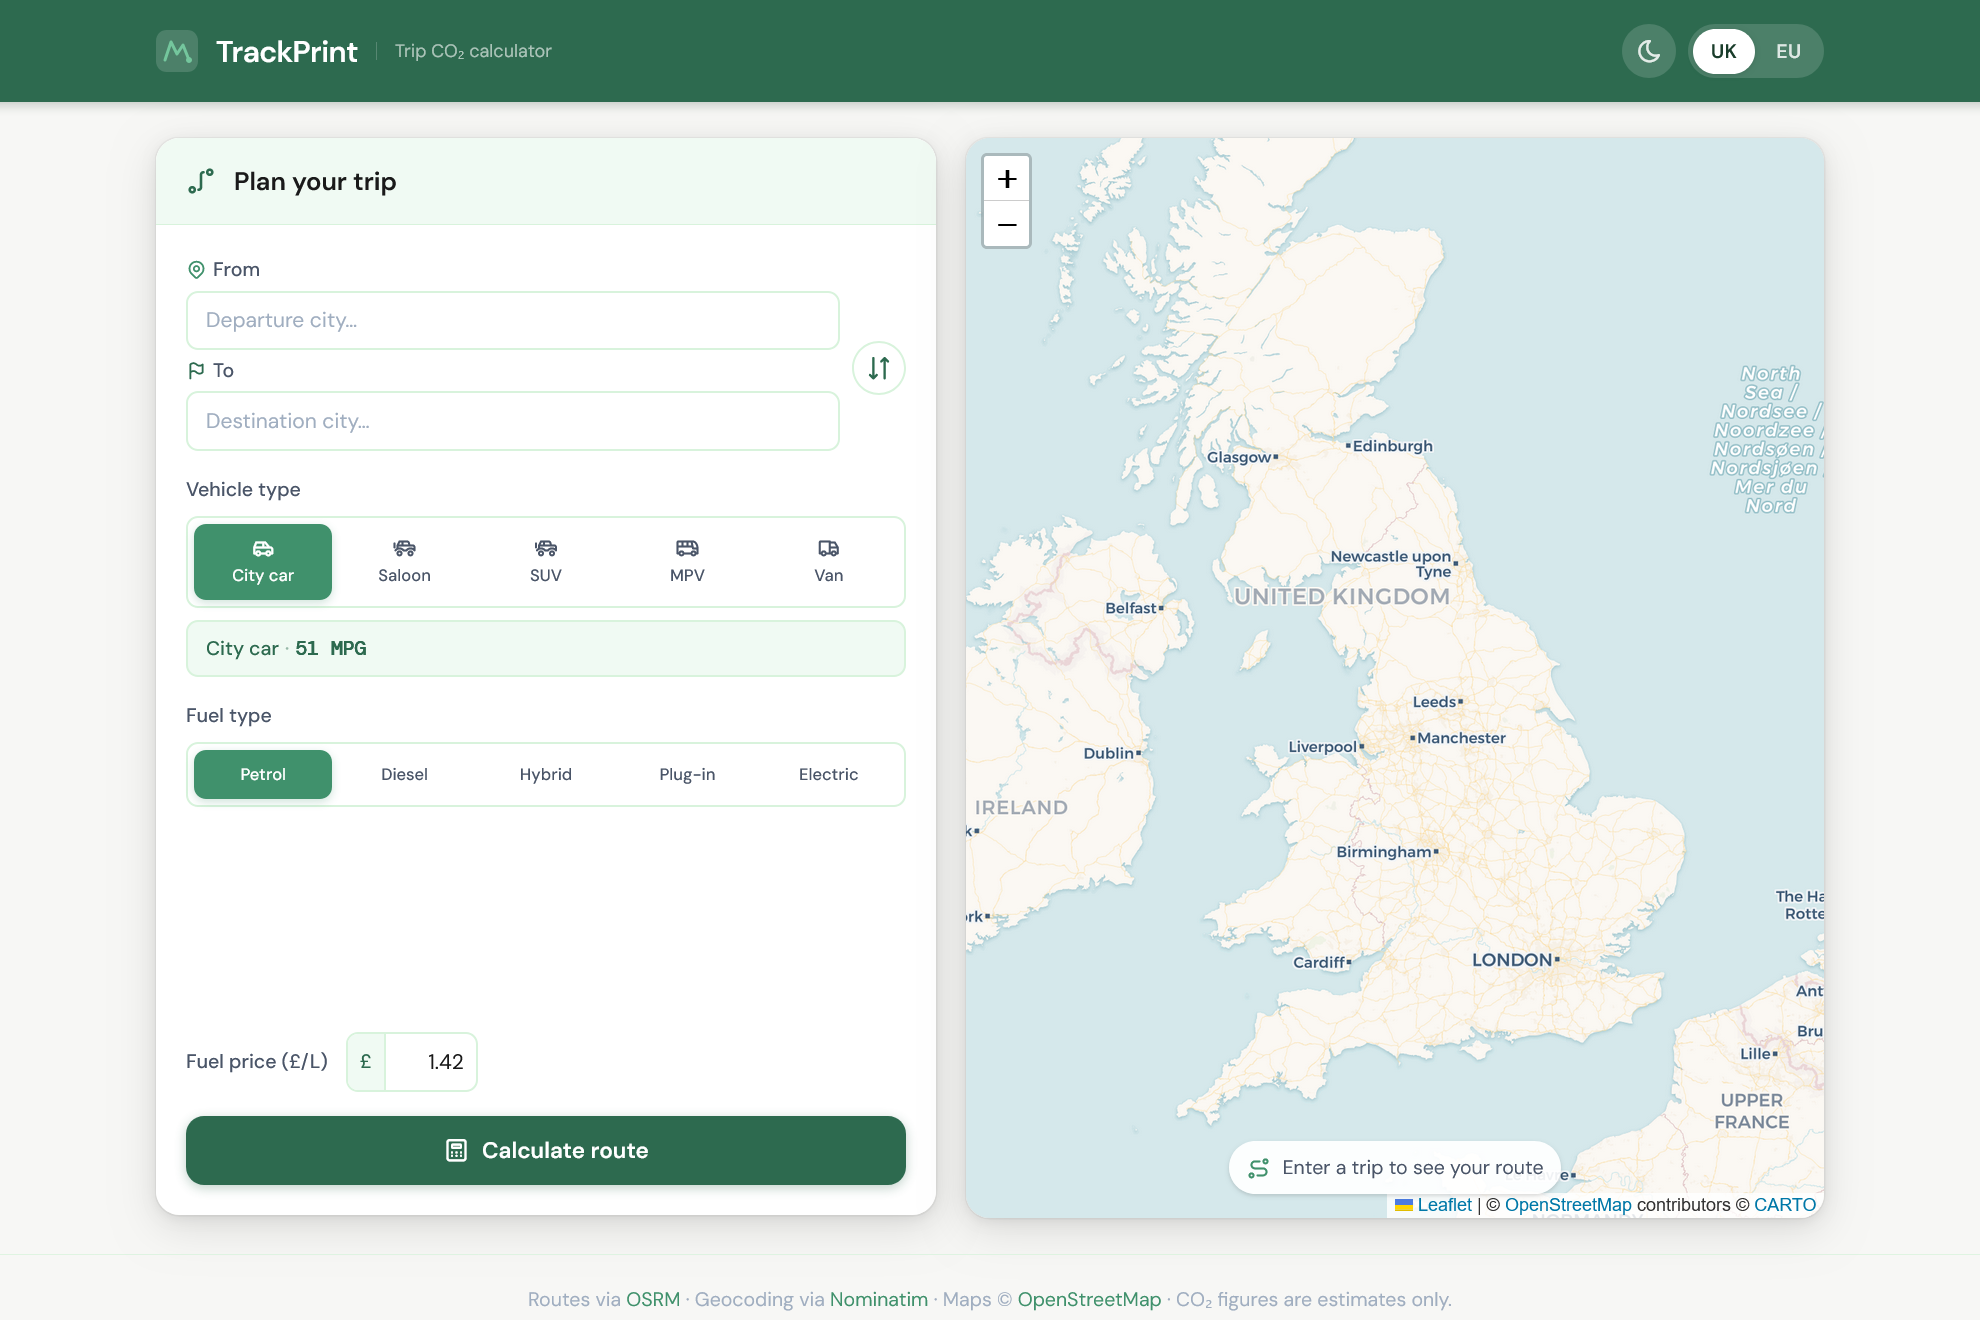 TrackPrint
Trip CO₂ calculator
UK
EU
Plan your trip
From
Departure city...
To
Destination city...
Vehicle type
City car
Saloon
SUV
MPV
Van
City car · 51 MPG
Fuel type
Petrol
Diesel
Hybrid
Plug-in
Electric
Fuel price (£/L)
£
1.42
Calculate route
+
−
North
Sea /
Nordsee /
Noordzee /
Nordsøen /
Nordsjøen /
Mer du
Nord
Edinburgh
Glasgow
Newcastle upon
Tyne
UNITED KINGDOM
Belfast
Leeds
Manchester
Liverpool
Dublin
IRELAND
k
Birmingham
The Ha
Rotte
rk
LONDON
Cardiff
Ant
Bru
Lille
UPPER
FRANCE
Enter a trip to see your route
Leaflet | © OpenStreetMap contributors © CARTO
Routes via OSRM · Geocoding via Nominatim · Maps © OpenStreetMap · CO₂ figures are estimates only.